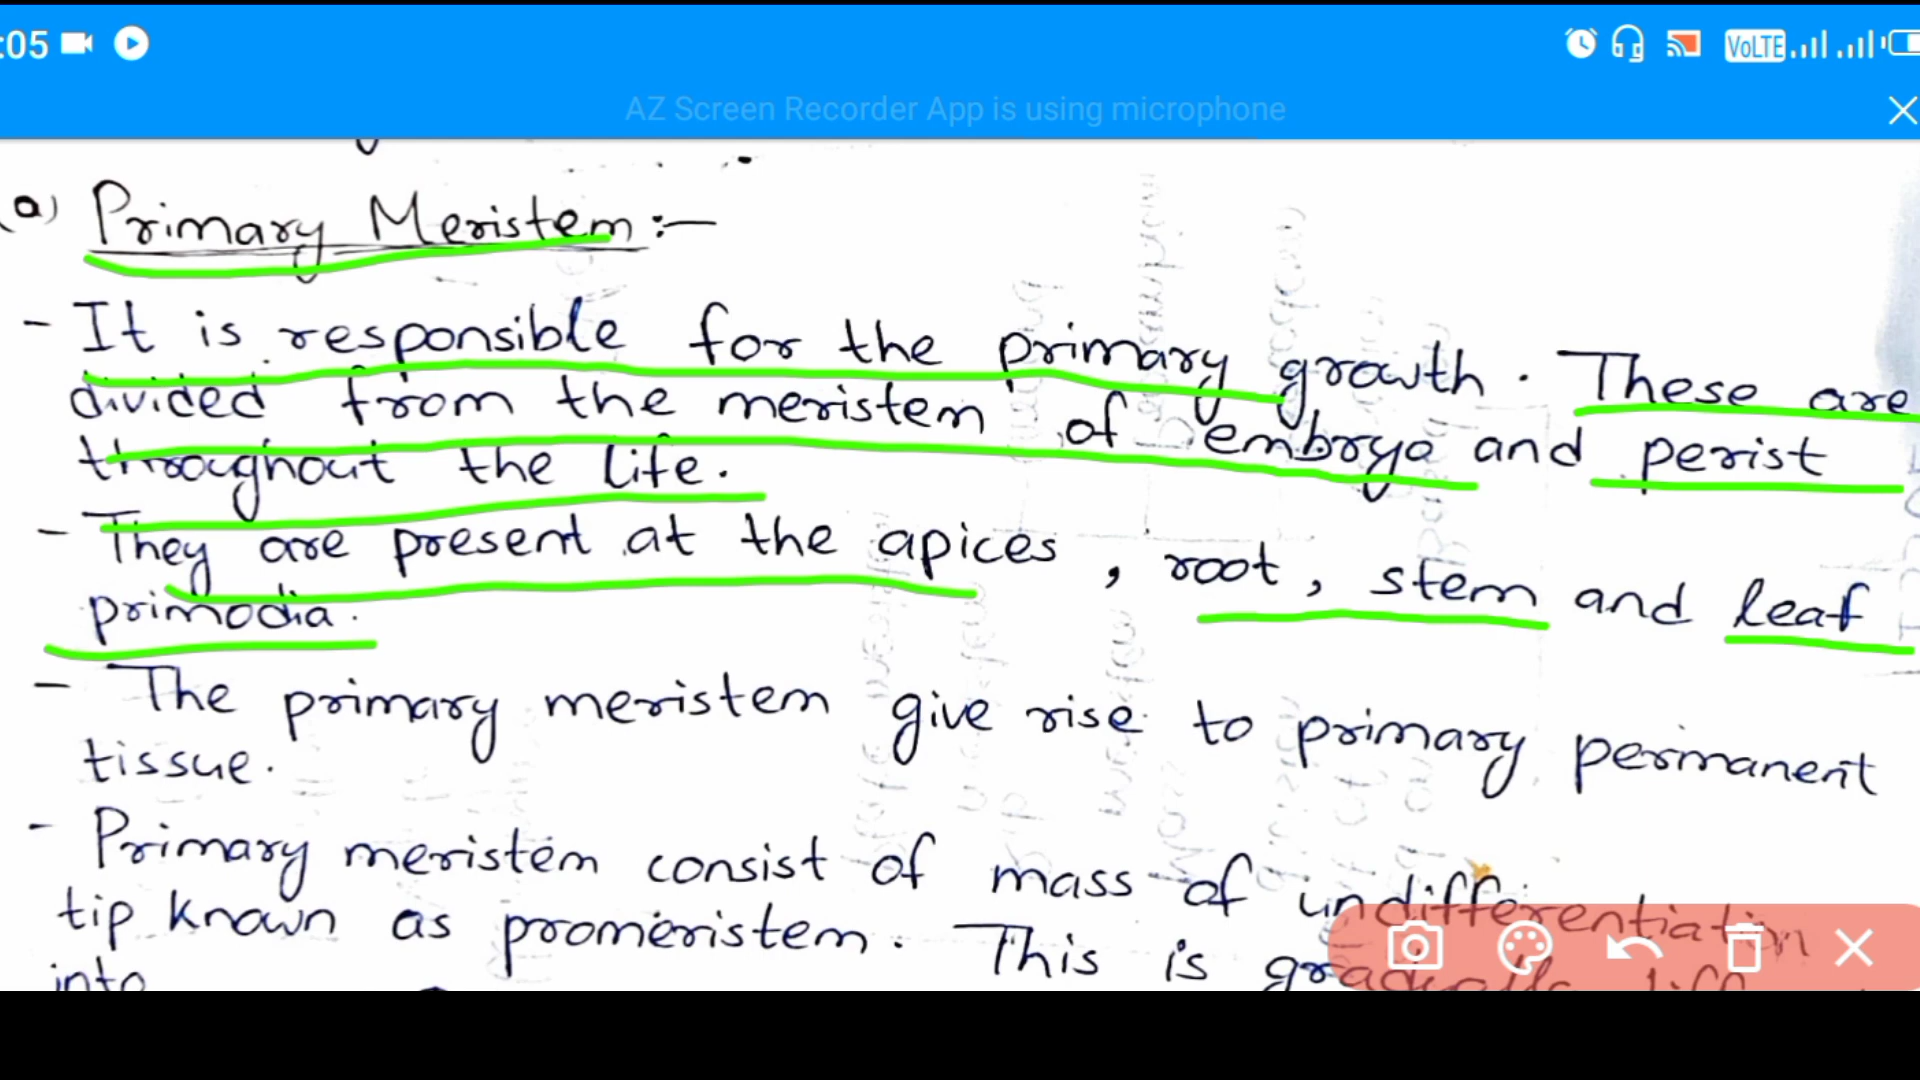 :05
VoLTE
AZ Screen Recorder App is using microphone
(a) Primary Meristem :-
- It is responsible for the primary growth. These are
divided from the meristem of embryo and perist
throughout the life.
- They are present at the apices, root, stem and leaf
primodia.
- The primary meristem give rise to primary permanent
tissue.
- Primary meristem consist of mass of undifferentiation
tip known as promeristem. This is gradually
into